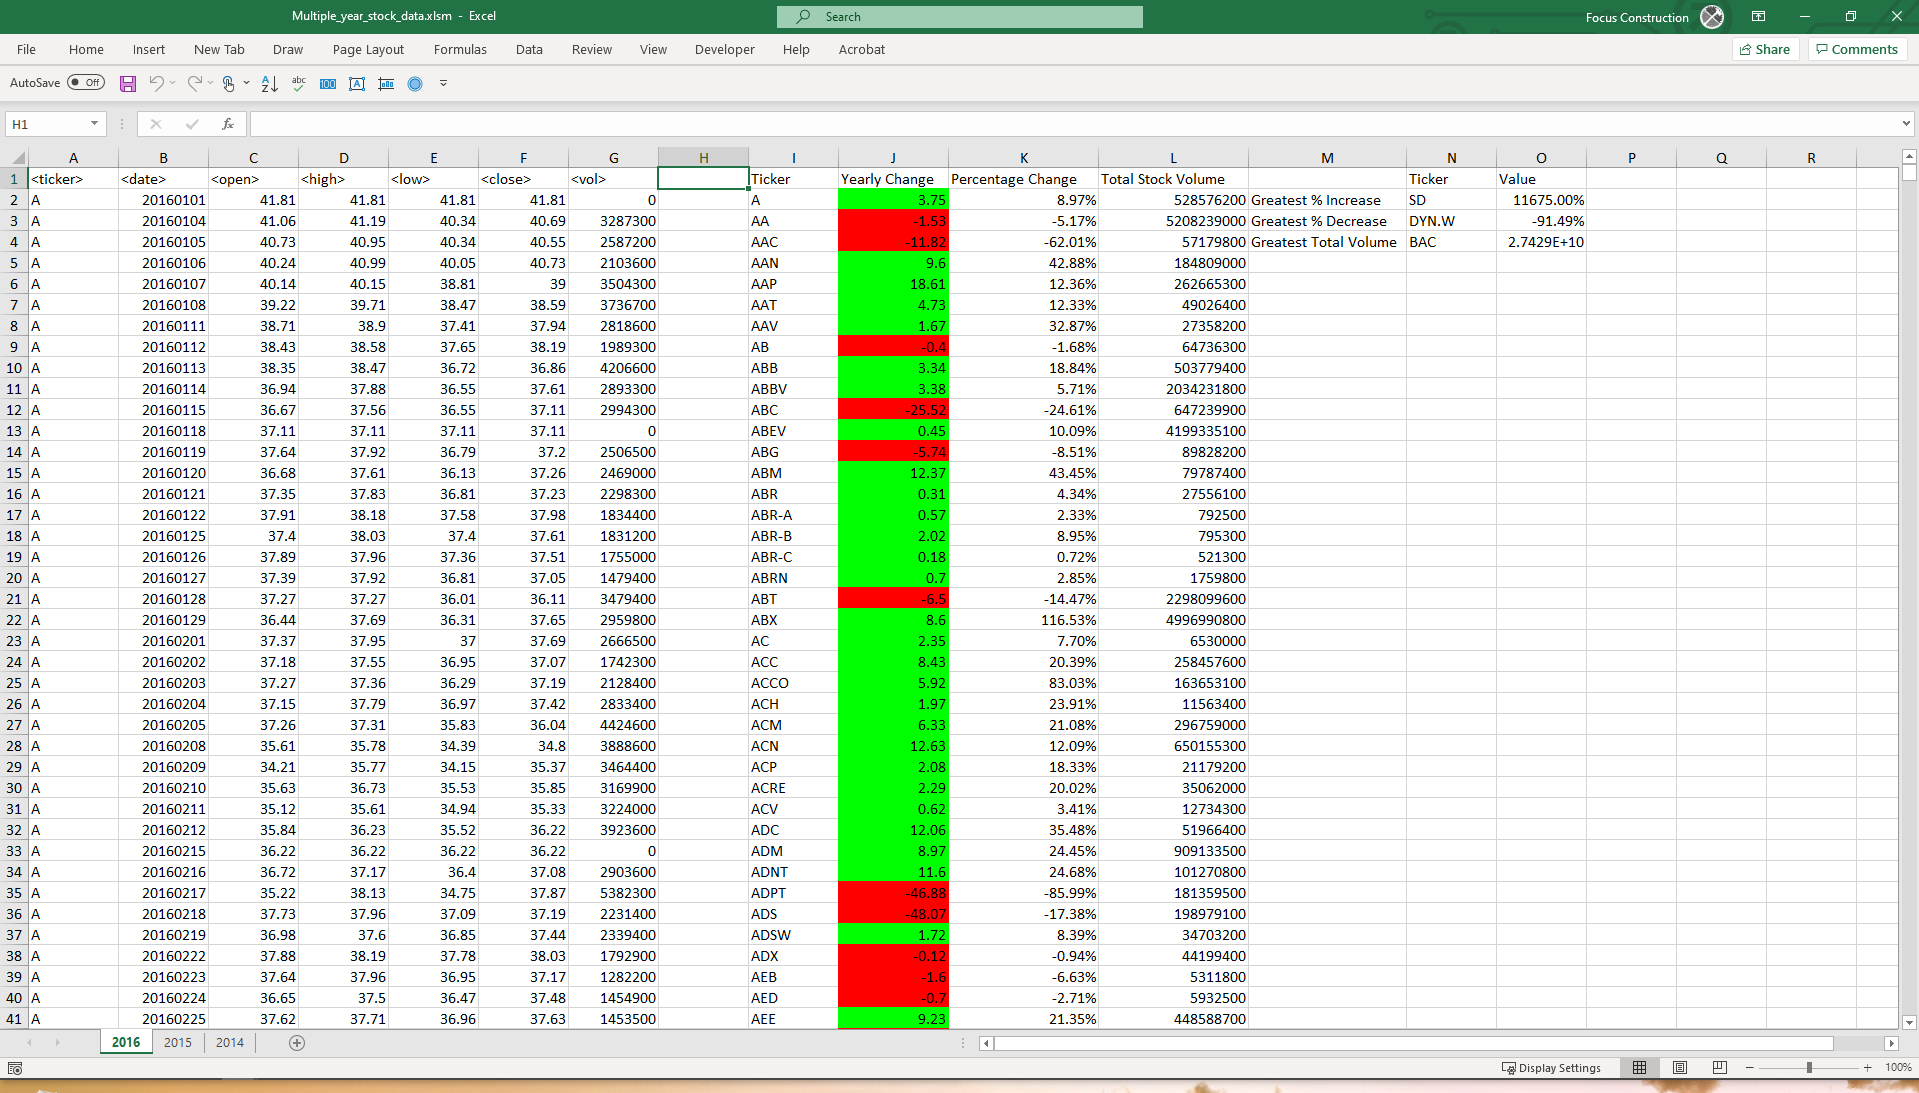 Multiple_year_stock_data.xlsm - Excel
Search
Focus Construction
File Home Insert New Tab Draw Page Layout Formulas Data Review View Developer Help Acrobat
Share Comments
AutoSave Off
H1
A B C D E F G H I J K L M N O P Q R
1 <ticker> <date> <open> <high> <low> <close> <vol> Ticker Yearly Change Percentage Change Total Stock Volume Ticker Value
2 A 20160101 41.81 41.81 41.81 41.81 0 A 3.75 8.97% 528576200 Greatest % Increase SD 11675.00%
3 A 20160104 41.06 41.19 40.34 40.69 3287300 AA -1.53 -5.17% 5208239000 Greatest % Decrease DYN.W -91.49%
4 A 20160105 40.73 40.95 40.34 40.55 2587200 AAC -11.82 -62.01% 57179800 Greatest Total Volume BAC 2.7429E+10
5 A 20160106 40.24 40.99 40.05 40.73 2103600 AAN 9.6 42.88% 184809000
6 A 20160107 40.14 40.15 38.81 39 3504300 AAP 18.61 12.36% 262665300
7 A 20160108 39.22 39.71 38.47 38.59 3736700 AAT 4.73 12.33% 49026400
8 A 20160111 38.71 38.9 37.41 37.94 2818600 AAV 1.67 32.87% 27358200
9 A 20160112 38.43 38.58 37.65 38.19 1989300 AB -0.4 -1.68% 64736300
10 A 20160113 38.35 38.47 36.72 36.86 4206600 ABB 3.34 18.84% 503779400
11 A 20160114 36.94 37.88 36.55 37.61 2893300 ABBV 3.38 5.71% 2034231800
12 A 20160115 36.67 37.56 36.55 37.11 2994300 ABC -25.52 -24.61% 647239900
13 A 20160118 37.11 37.11 37.11 37.11 0 ABEV 0.45 10.09% 4199335100
14 A 20160119 37.64 37.92 36.79 37.2 2506500 ABG -5.74 -8.51% 89828200
15 A 20160120 36.68 37.61 36.13 37.26 2469000 ABM 12.37 43.45% 79787400
16 A 20160121 37.35 37.83 36.81 37.23 2298300 ABR 0.31 4.34% 27556100
17 A 20160122 37.91 38.18 37.58 37.98 1834400 ABR-A 0.57 2.33% 792500
18 A 20160125 37.4 38.03 37.4 37.61 1831200 ABR-B 2.02 8.95% 795300
19 A 20160126 37.89 37.96 37.36 37.51 1755000 ABR-C 0.18 0.72% 521300
20 A 20160127 37.39 37.92 36.81 37.05 1479400 ABRN 0.7 2.85% 1759800
21 A 20160128 37.27 37.27 36.01 36.11 3479400 ABT -6.5 -14.47% 2298099600
22 A 20160129 36.44 37.69 36.31 37.65 2959800 ABX 8.6 116.53% 4996990800
23 A 20160201 37.37 37.95 37 37.69 2666500 AC 2.35 7.70% 6530000
24 A 20160202 37.18 37.55 36.95 37.07 1742300 ACC 8.43 20.39% 258457600
25 A 20160203 37.27 37.36 36.29 37.19 2128400 ACCO 5.92 83.03% 163653100
26 A 20160204 37.15 37.79 36.97 37.42 2833400 ACH 1.97 23.91% 11563400
27 A 20160205 37.26 37.31 35.83 36.04 4424600 ACM 6.33 21.08% 296759000
28 A 20160208 35.61 35.78 34.39 34.8 3888600 ACN 12.63 12.09% 650155300
29 A 20160209 34.21 35.77 34.15 35.37 3464400 ACP 2.08 18.33% 21179200
30 A 20160210 35.63 36.73 35.53 35.85 3169900 ACRE 2.29 20.02% 35062000
31 A 20160211 35.12 35.61 34.94 35.33 3224000 ACV 0.62 3.41% 12734300
32 A 20160212 35.84 36.23 35.52 36.22 3923600 ADC 12.06 35.48% 51966400
33 A 20160215 36.22 36.22 36.22 36.22 0 ADM 8.97 24.45% 909133500
34 A 20160216 36.72 37.17 36.4 37.08 2903600 ADNT 11.6 24.68% 101270800
35 A 20160217 35.22 38.13 34.75 37.87 5382300 ADPT -46.88 -85.99% 181359500
36 A 20160218 37.73 37.96 37.09 37.19 2231400 ADS -48.07 -17.38% 198979100
37 A 20160219 36.98 37.6 36.85 37.44 2339400 ADSW 1.72 8.39% 34703200
38 A 20160222 37.88 38.19 37.78 38.03 1792900 ADX -0.12 -0.94% 44199400
39 A 20160223 37.64 37.96 36.95 37.17 1282200 AEB -1.6 -6.63% 5311800
40 A 20160224 36.65 37.5 36.47 37.48 1454900 AED -0.7 -2.71% 5932500
41 A 20160225 37.62 37.71 36.96 37.63 1453500 AEE 9.23 21.35% 448588700
2016 2015 2014
Display Settings 100%